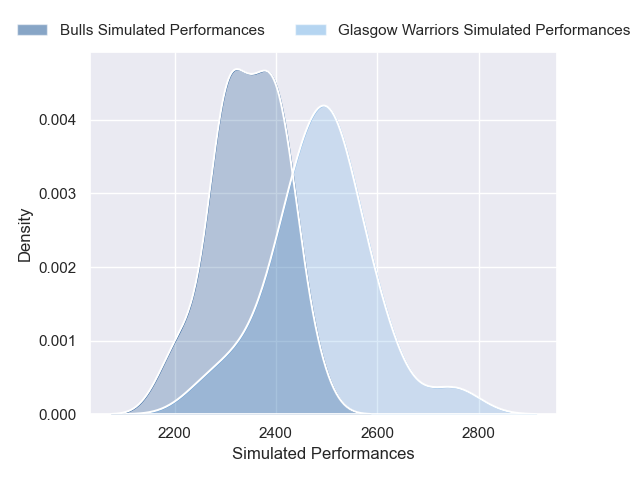 Bulls Simulated Performances
Glasgow Warriors Simulated Performances
Density
0.004
0.003
0.002
0.001
0.000
2200
2400
2600
2800
Simulated Performances